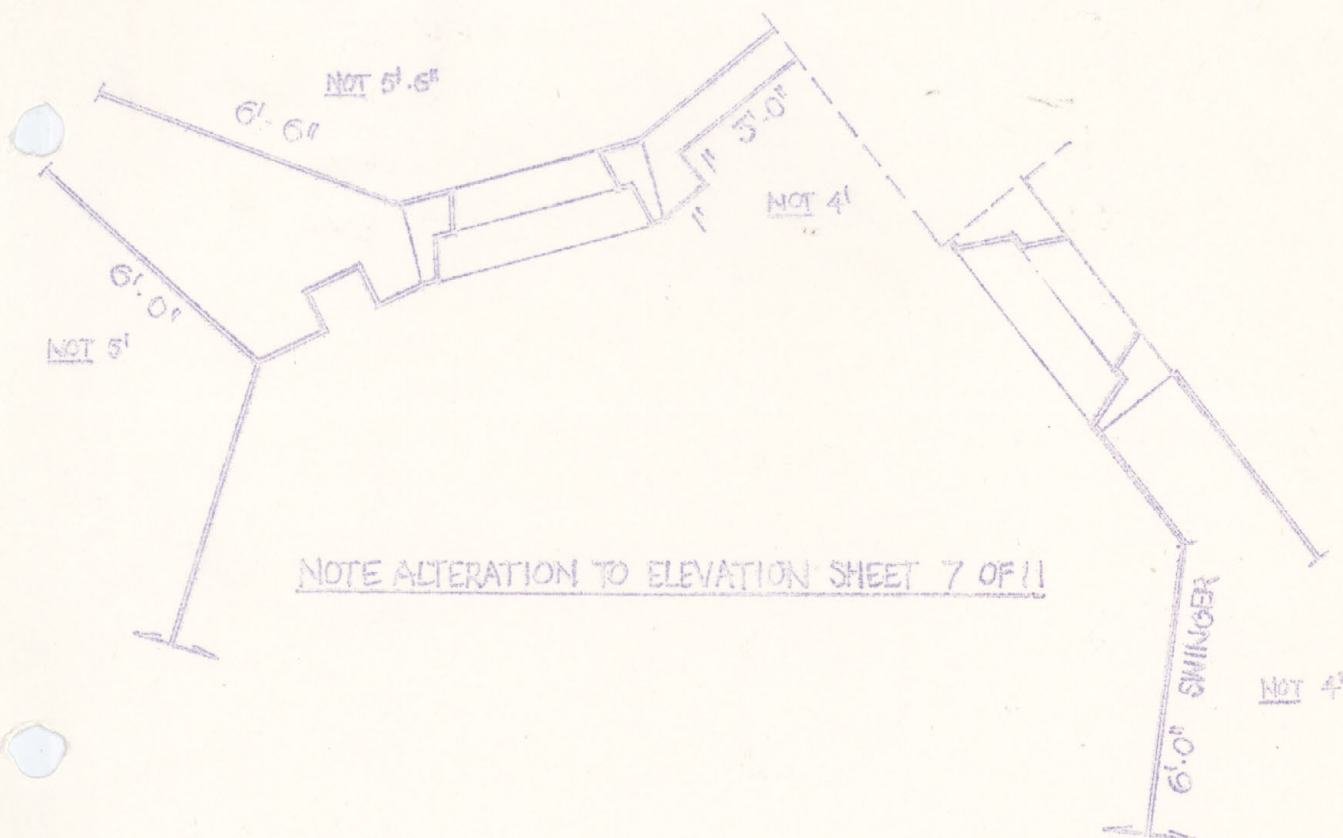 NOT 5'.6"
6'-6"
5'-0"
1'
1'
NOT 4'
6'.0"
NOT 5'
NOTE ALTERATION TO ELEVATION SHEET 7 OF 11
SWINGER
6'.0"
NOT 4'